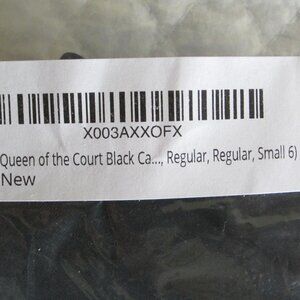 X003AXXOFX
Queen of the Court Black Ca..., Regular, Regular, Small 6)
New